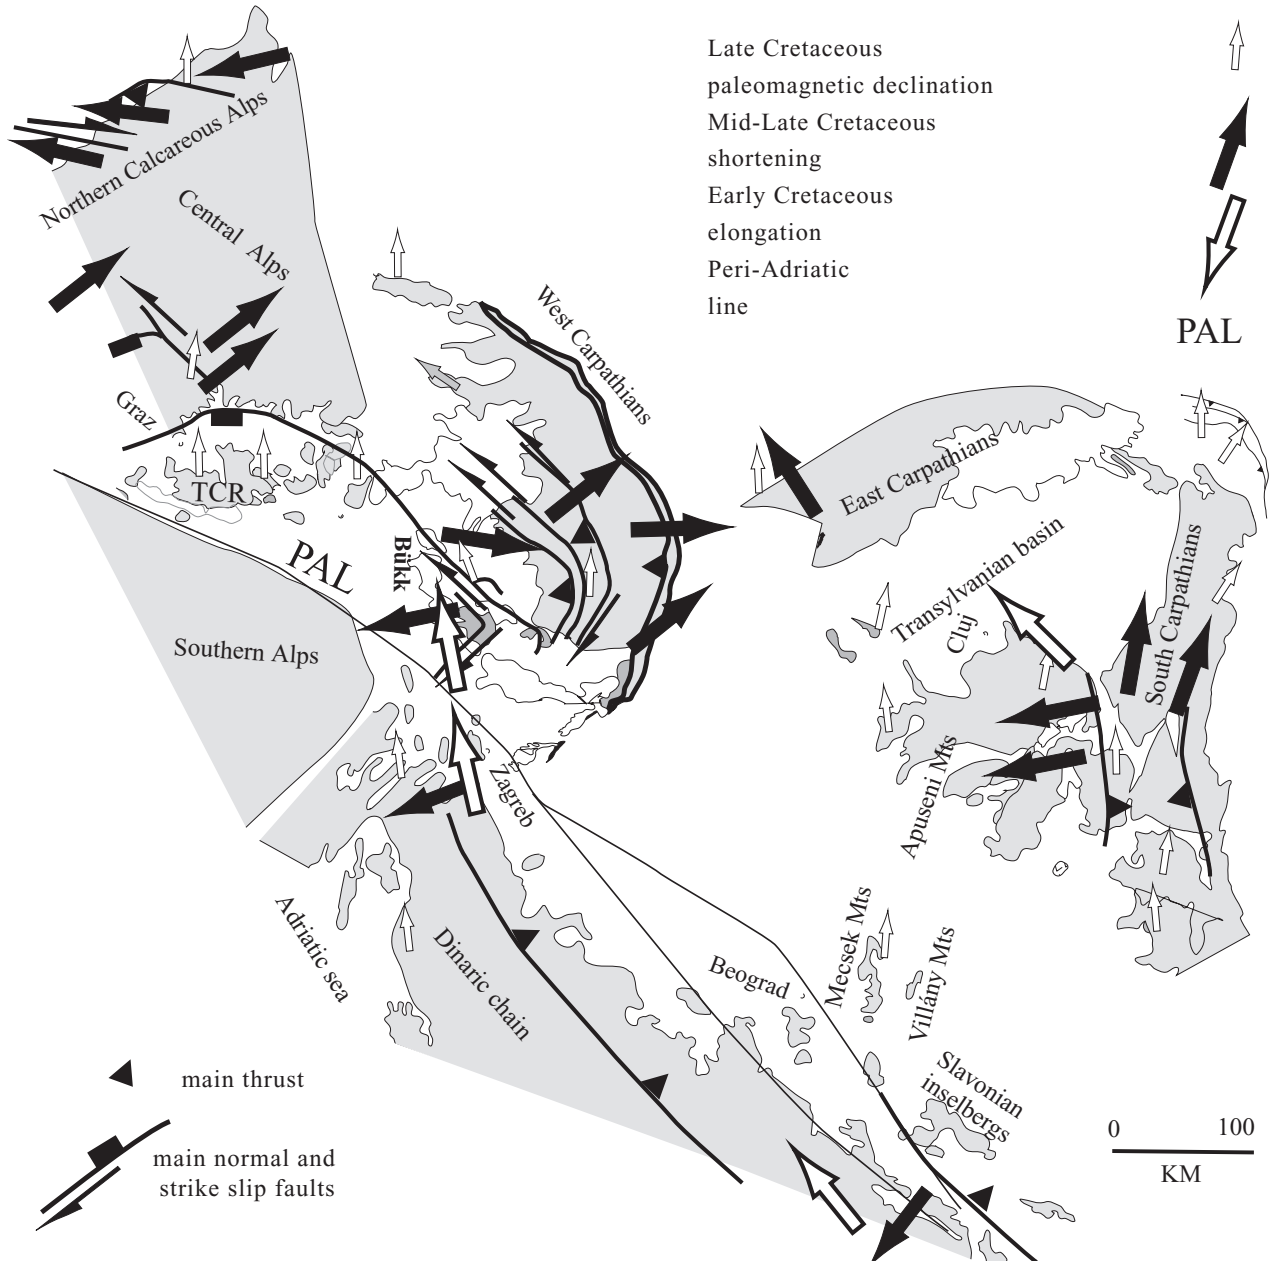 Late Cretaceous
paleomagnetic declination
Mid-Late Cretaceous
shortening
Early Cretaceous
elongation
Peri-Adriatic
line
PAL
Northern Calcareous Alps
Central Alps
West Carpathians
Graz
TCR
PAL
Bükk
Southern Alps
East Carpathians
Transylvanian basin
Cluj
South Carpathians
Apuseni Mts
Zagreb
Adriatic sea
Dinaric chain
Beograd
Mecsek Mts
Villány Mts
Slavonian
inselbergs
main thrust
main normal and
strike slip faults
0 100
KM